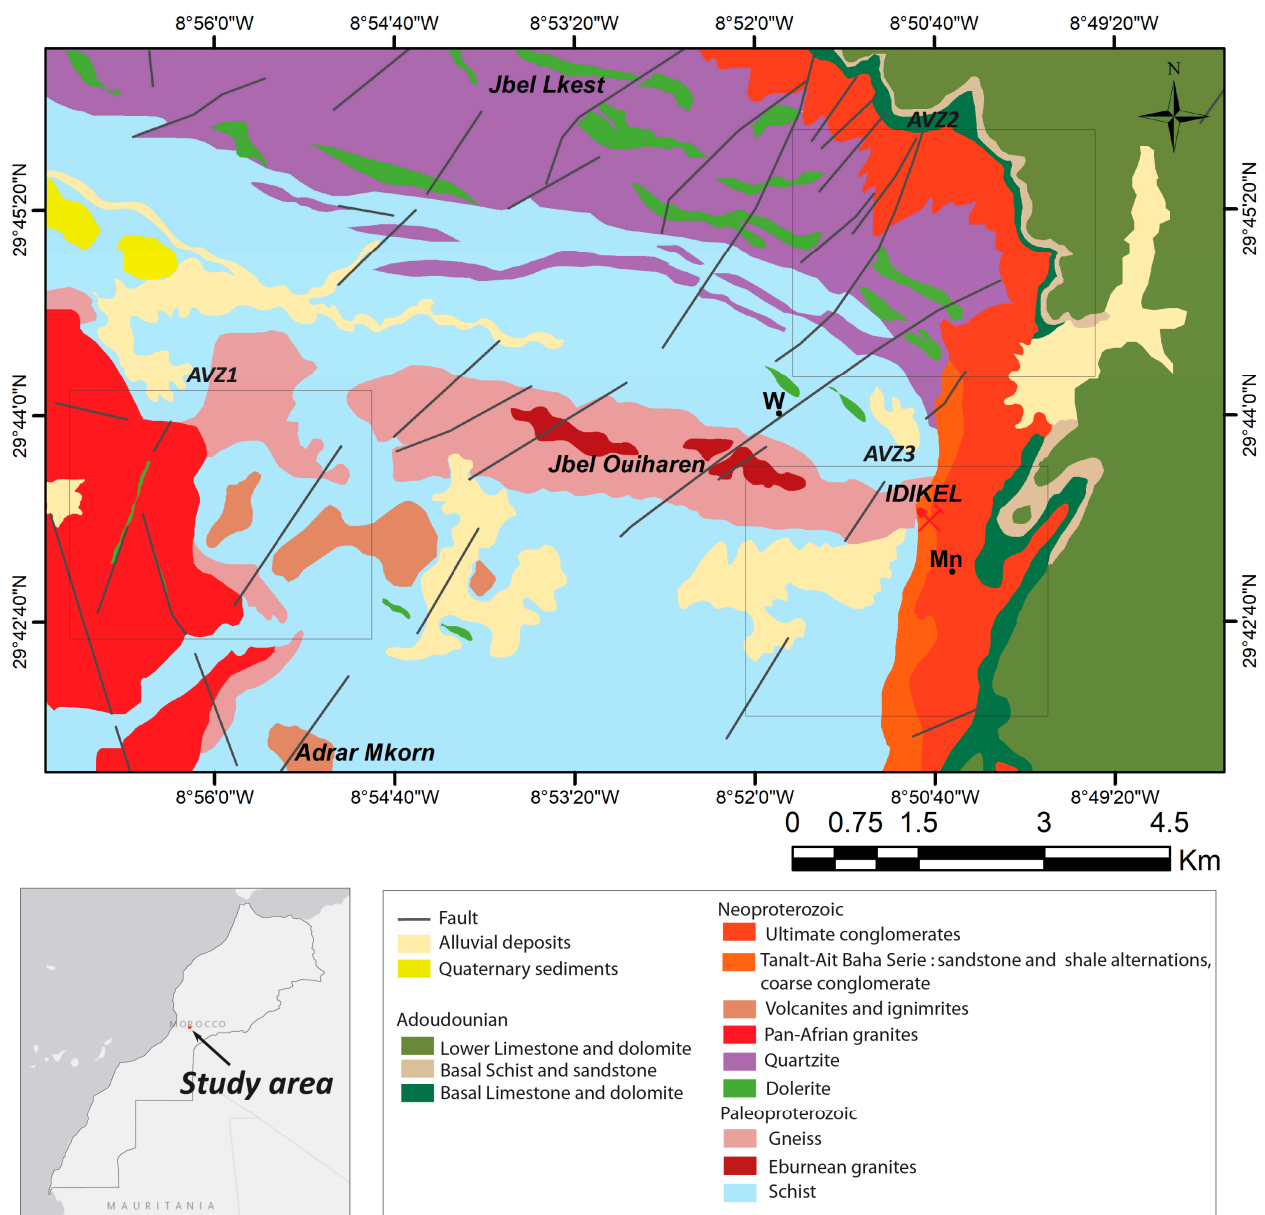 8°56'0"W 8°54'40"W 8°53'20"W 8°52'0"W 8°50'40"W 8°49'20"W
N
Jbel Lkest
AVZ2
29°45'20"N 29°45'20"N
AVZ1
W
29°44'0"N 29°44'0"N
AVZ3
Jbel Ouiharen
IDIKEL
Mn
29°42'40"N 29°42'40"N
Adrar Mkorn
8°56'0"W 8°54'40"W 8°53'20"W 8°52'0"W 8°50'40"W 8°49'20"W
0 0.75 1.5 3 4.5
Km
MOROCCO
Study area
MAURITANIA
Fault
Alluvial deposits
Quaternary sediments
Adoudounian
Lower Limestone and dolomite
Basal Schist and sandstone
Basal Limestone and dolomite
Neoproterozoic
Ultimate conglomerates
Tanalt-Ait Baha Serie : sandstone and shale alternations,
coarse conglomerate
Volcanites and ignimrites
Pan-Afrian granites
Quartzite
Dolerite
Paleoproterozoic
Gneiss
Eburnean granites
Schist